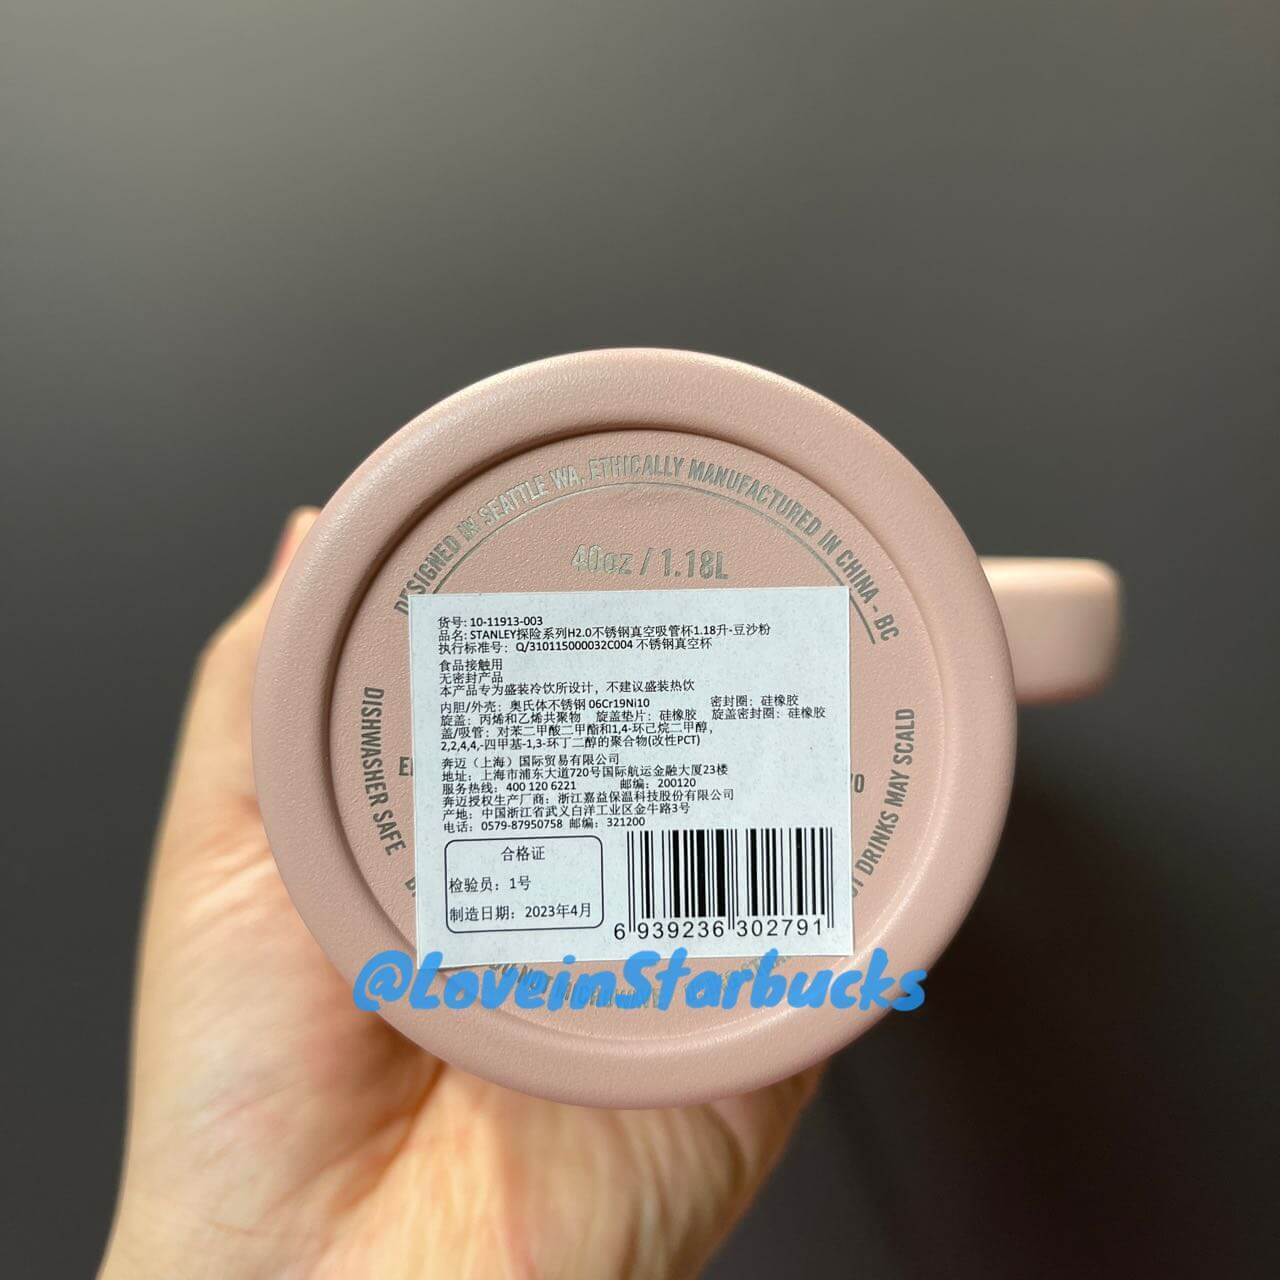 DESIGNED IN SEATTLE WA, ETHICALLY MANUFACTURED IN CHINA - BC
40oz / 1.18L
货号: 10-11913-003
品名: STANLEY探险系列H2.0不锈钢真空吸管杯1.18升-豆沙粉
执行标准号: Q/310115000032C004 不锈钢真空杯
食品接触用
无密封产品
本产品专为盛装冷饮所设计，不建议盛装热饮
内胆/外壳: 奥氏体不锈钢 06Cr19Ni10 密封圈: 硅橡胶
旋盖: 丙烯和乙烯共聚物 旋盖垫片: 硅橡胶 旋盖密封圈: 硅橡胶
盖/吸管: 对苯二甲酸二甲酯和1,4-环己烷二甲醇,
2,2,4,4,-四甲基-1,3-环丁二醇的聚合物(改性PCT)
奔迈（上海）国际贸易有限公司
地址: 上海市浦东大道720号国际航运金融大厦23楼
服务热线: 400 120 6221 邮编: 200120
奔迈授权生产厂商: 浙江嘉益保温科技股份有限公司
产地: 中国浙江省武义白洋工业区金牛路3号
电话: 0579-87950758 邮编: 321200
合格证
检验员: 1号
制造日期: 2023年4月
6 939236 302791
DISHWASHER SAFE
DRINKS MAY SCALD
DO NOT MICROWAVE
@LoveinStarbucks